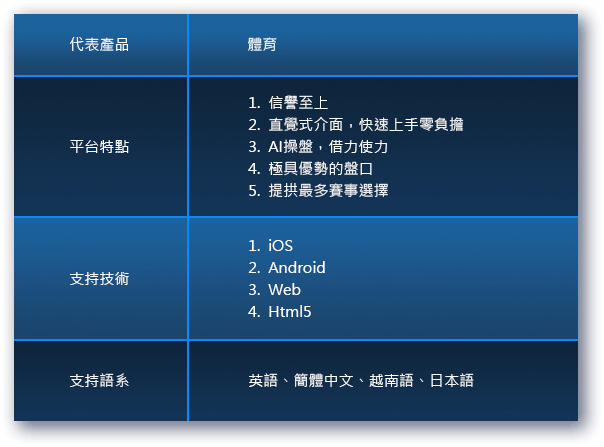 代表產品
體育
平台特點
1. 信譽至上
2. 直覺式介面，快速上手零負擔
3. AI操盤，借力使力
4. 極具優勢的盤口
5. 提拱最多賽事選擇
支持技術
1. iOS
2. Android
3. Web
4. Html5
支持語系
英語、簡體中文、越南語、日本語